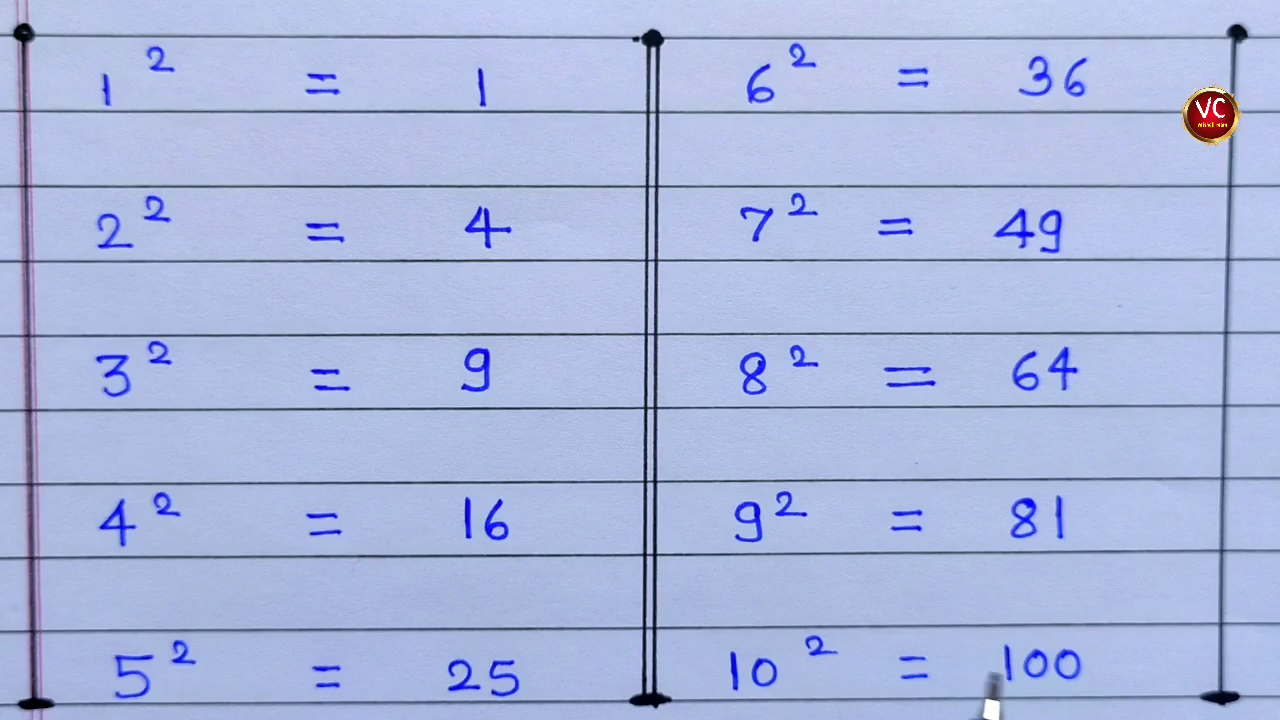 1² = 1
2² = 4
3² = 9
4² = 16
5² = 25
6² = 36
7² = 49
8² = 64
9² = 81
10² = 100
VC